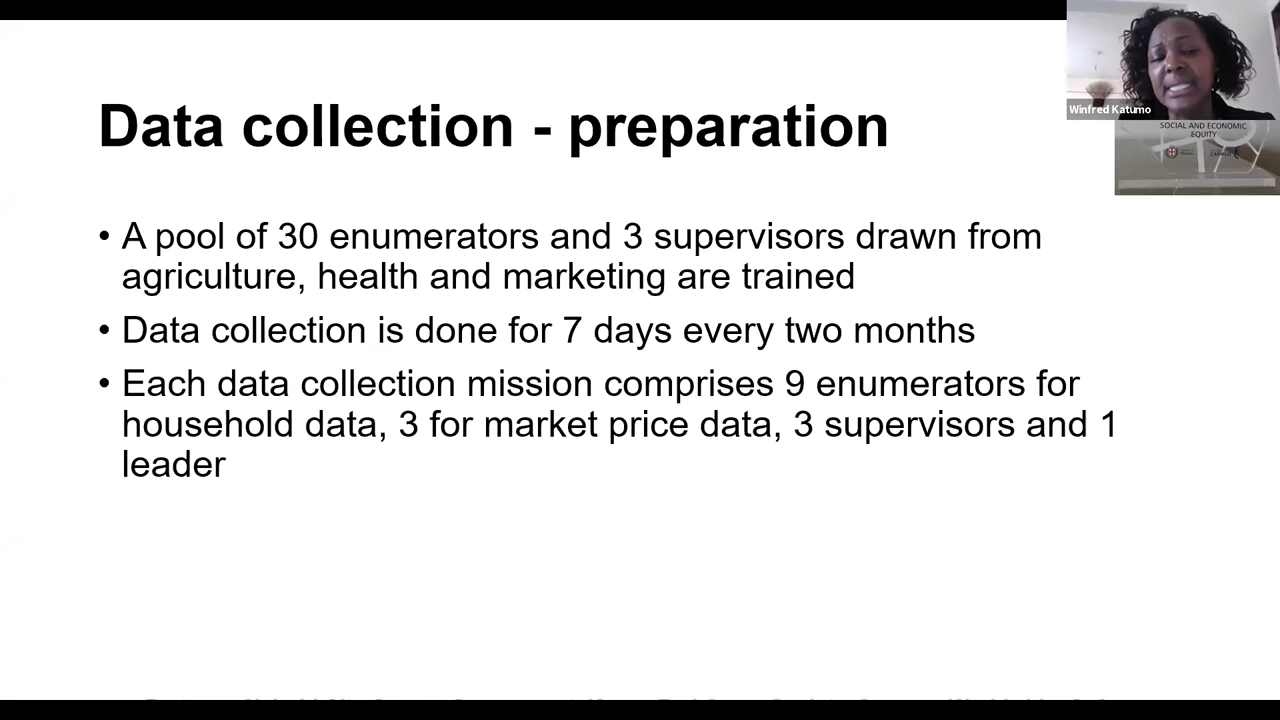 Data collection - preparation
• A pool of 30 enumerators and 3 supervisors drawn from
agriculture, health and marketing are trained
• Data collection is done for 7 days every two months
• Each data collection mission comprises 9 enumerators for
household data, 3 for market price data, 3 supervisors and 1
leader
Winfred Katumo
SOCIAL AND ECONOMIC
EQUITY